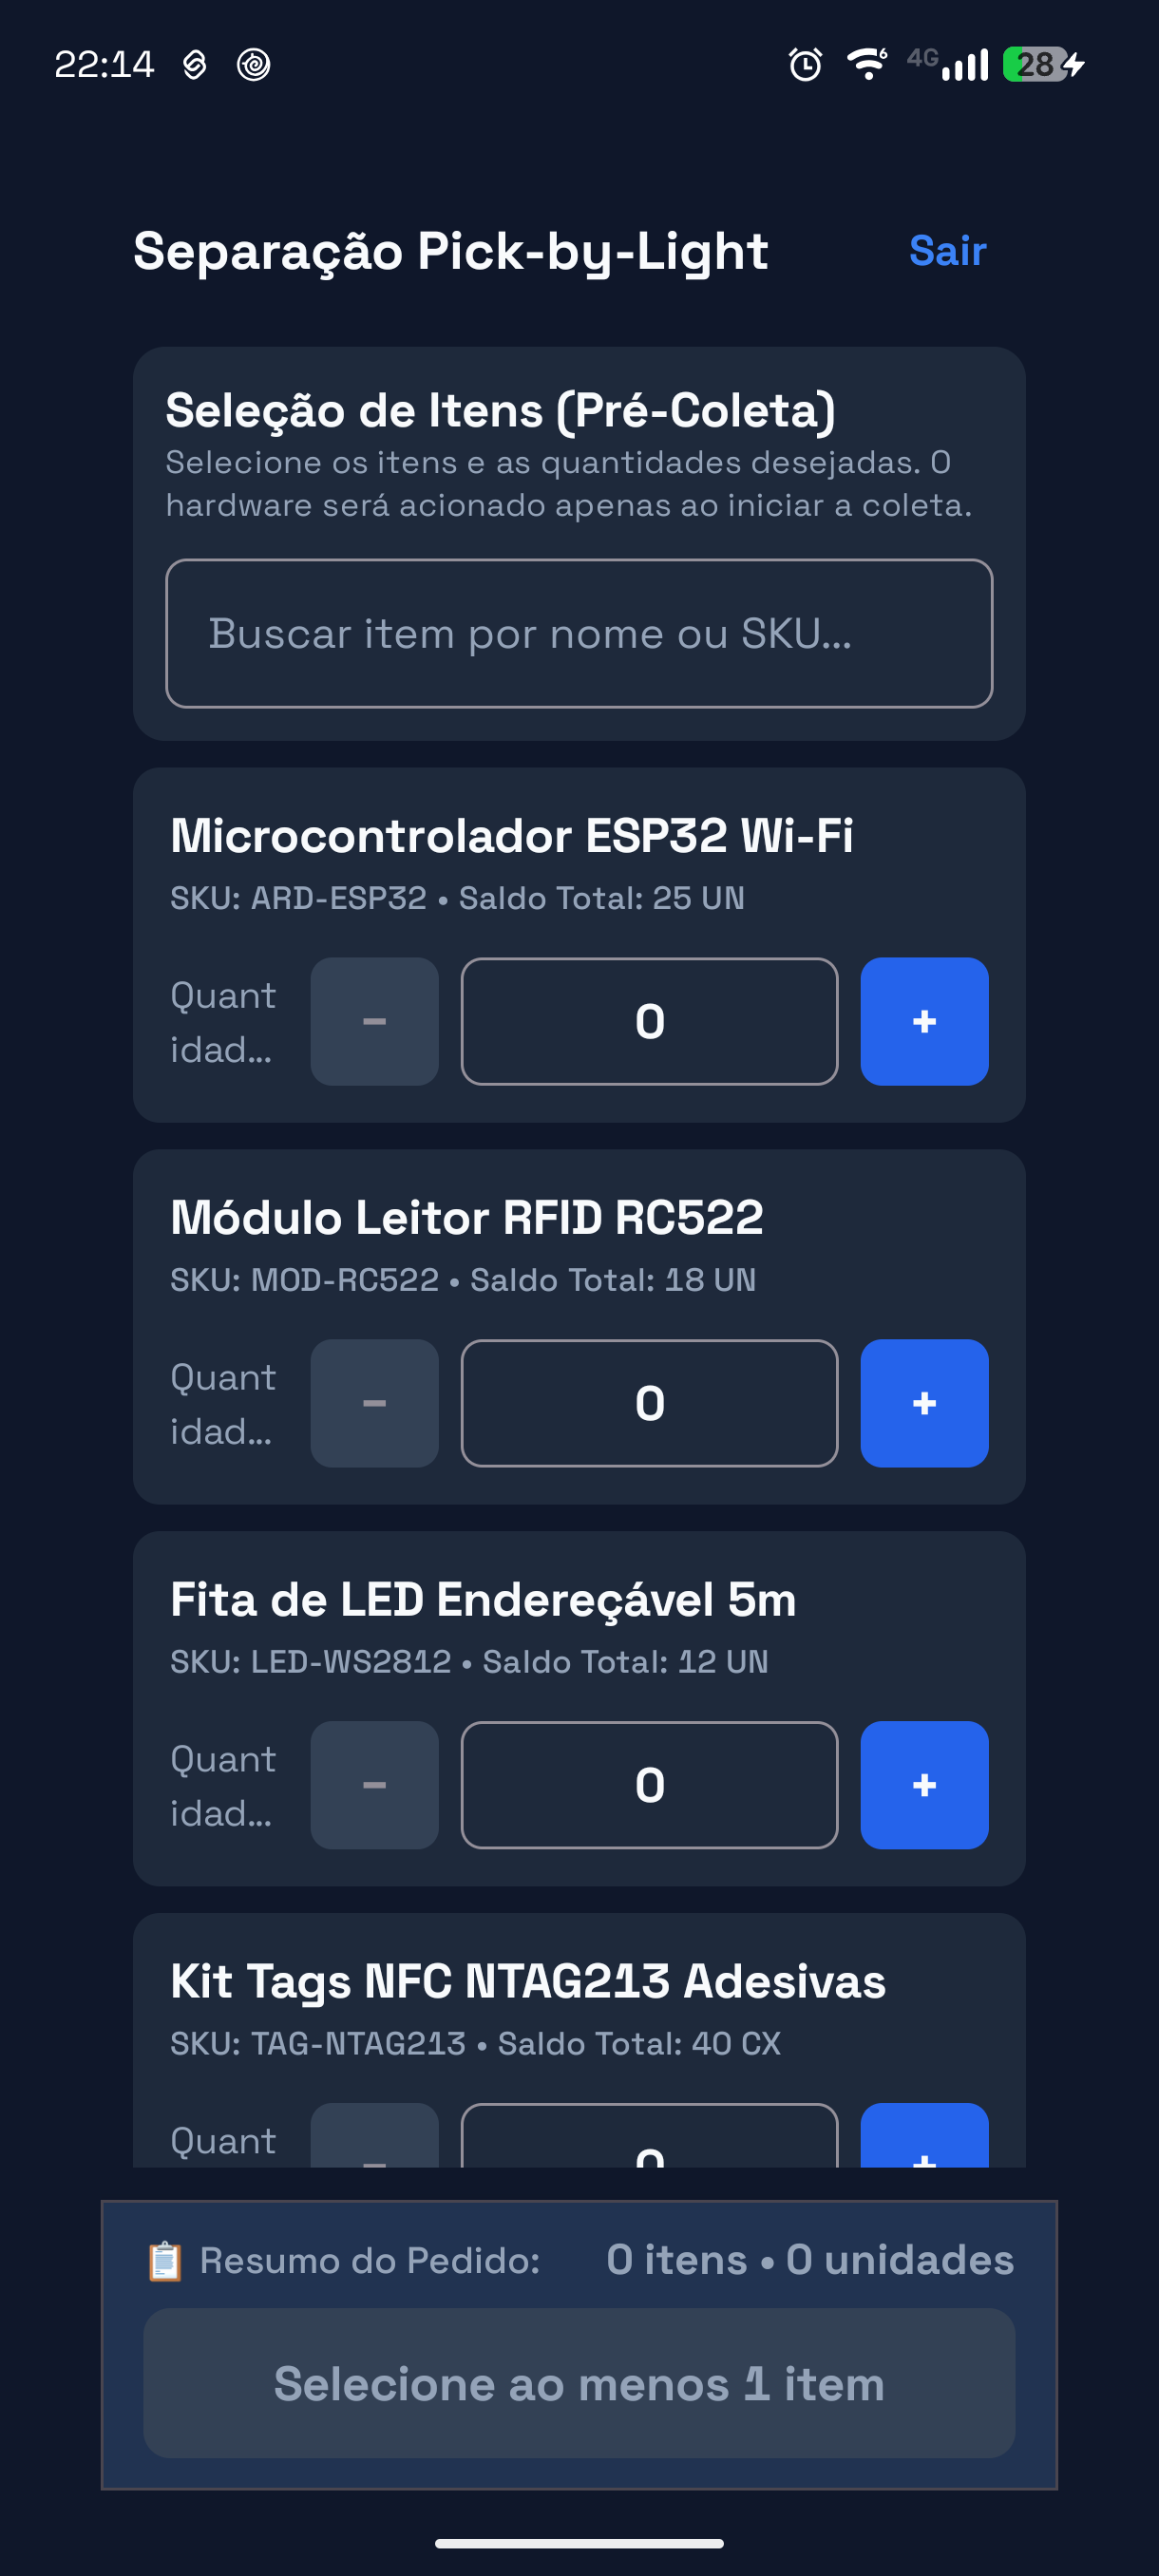 22:14
6
4G
28
Separação Pick-by-Light
Sair
Seleção de Itens (Pré-Coleta)
Selecione os itens e as quantidades desejadas. O
hardware será acionado apenas ao iniciar a coleta.
Buscar item por nome ou SKU...
Microcontrolador ESP32 Wi-Fi
SKU: ARD-ESP32 • Saldo Total: 25 UN
Quant
idad...
−
0
+
Módulo Leitor RFID RC522
SKU: MOD-RC522 • Saldo Total: 18 UN
Quant
idad...
−
0
+
Fita de LED Endereçável 5m
SKU: LED-WS2812 • Saldo Total: 12 UN
Quant
idad...
−
0
+
Kit Tags NFC NTAG213 Adesivas
SKU: TAG-NTAG213 • Saldo Total: 40 CX
Quant
−
0
+
📋 Resumo do Pedido:
0 itens • 0 unidades
Selecione ao menos 1 item